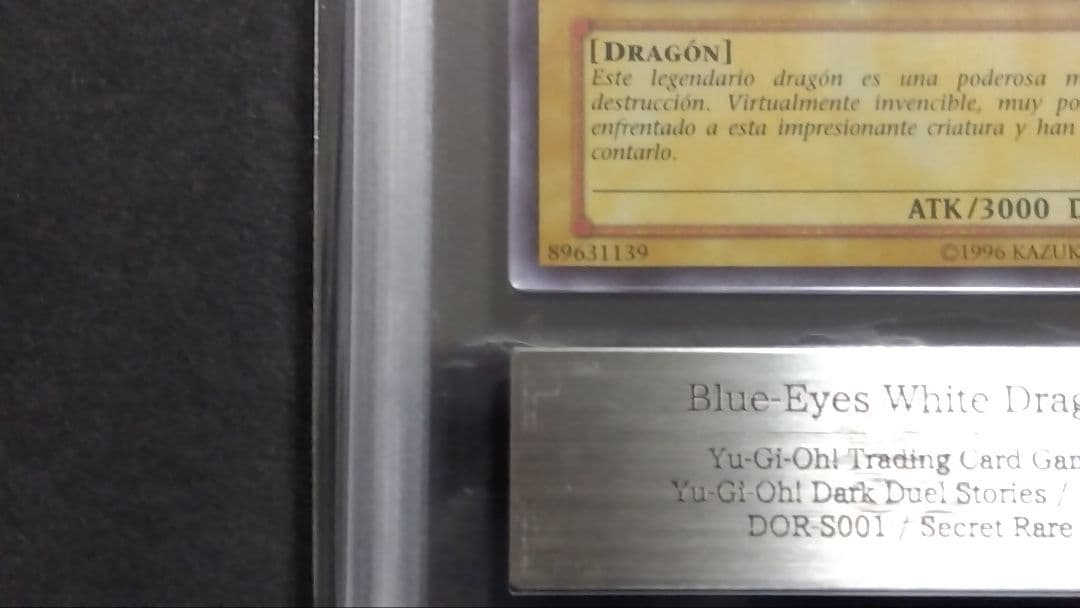 [DRAGÓN]
Este legendario dragón es una poderosa
destrucción. Virtualmente invencible, muy
enfrentado a esta impresionante criatura y han
contarlo.
ATK/3000
89631139
©1996
Blue-Eyes White
Yu-Gi-Oh! Trading Card
Yu-Gi-Oh! Dark Duel Stories /
DOR-S001 / Secret Rare